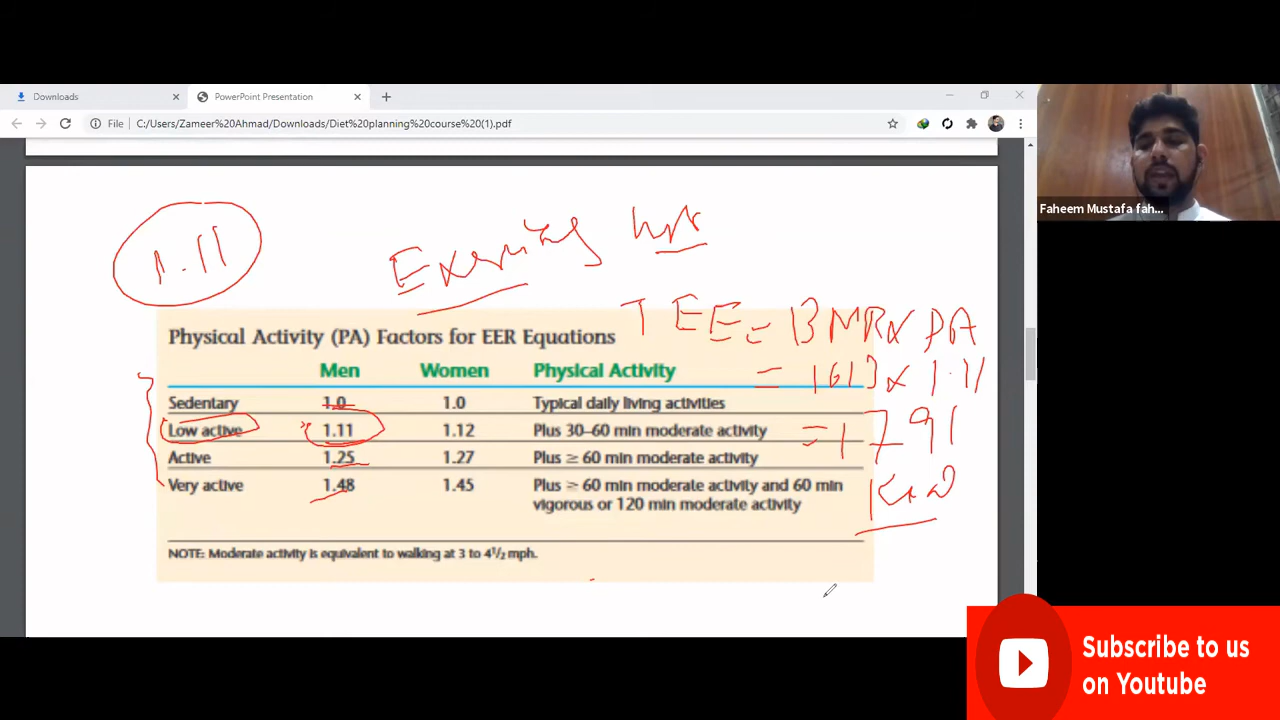 Downloads
PowerPoint Presentation
File
C:/Users/Zameer%20Ahmad/Downloads/Diet%20planning%20course%20(1).pdf
Faheem Mustafa fah...
1.11
TEE = BMR x PA
= 1613 x 1.11
= 1791
Kcal
Physical Activity (PA) Factors for EER Equations
Men Women Physical Activity
Sedentary 1.0 1.0 Typical daily living activities
Low active 1.11 1.12 Plus 30–60 min moderate activity
Active 1.25 1.27 Plus ≥ 60 min moderate activity
Very active 1.48 1.45 Plus ≥ 60 min moderate activity and 60 min
vigorous or 120 min moderate activity
NOTE: Moderate activity is equivalent to walking at 3 to 4½ mph.
Subscribe to us
on Youtube